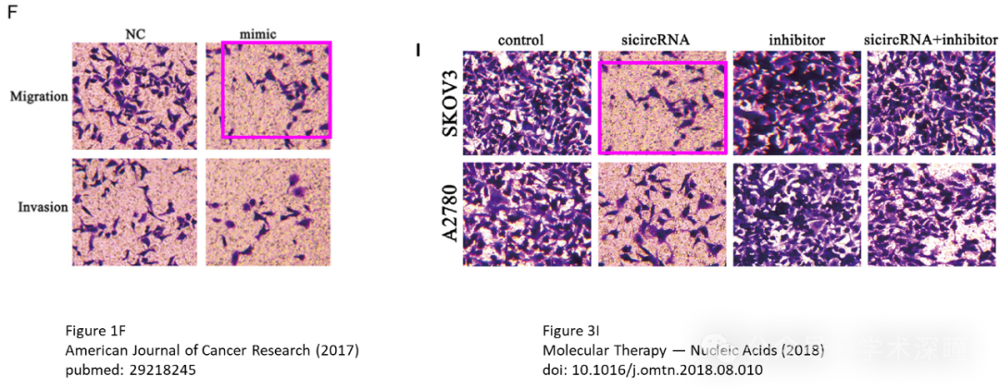 F
NC mimic
Migration
Invasion
I
control sicircRNA inhibitor sicircRNA+inhibitor
SKOV3
A2780
Figure 1F
American Journal of Cancer Research (2017)
pubmed: 29218245
Figure 3I
Molecular Therapy — Nucleic Acids (2018)
doi: 10.1016/j.omtn.2018.08.010
学术深瞳